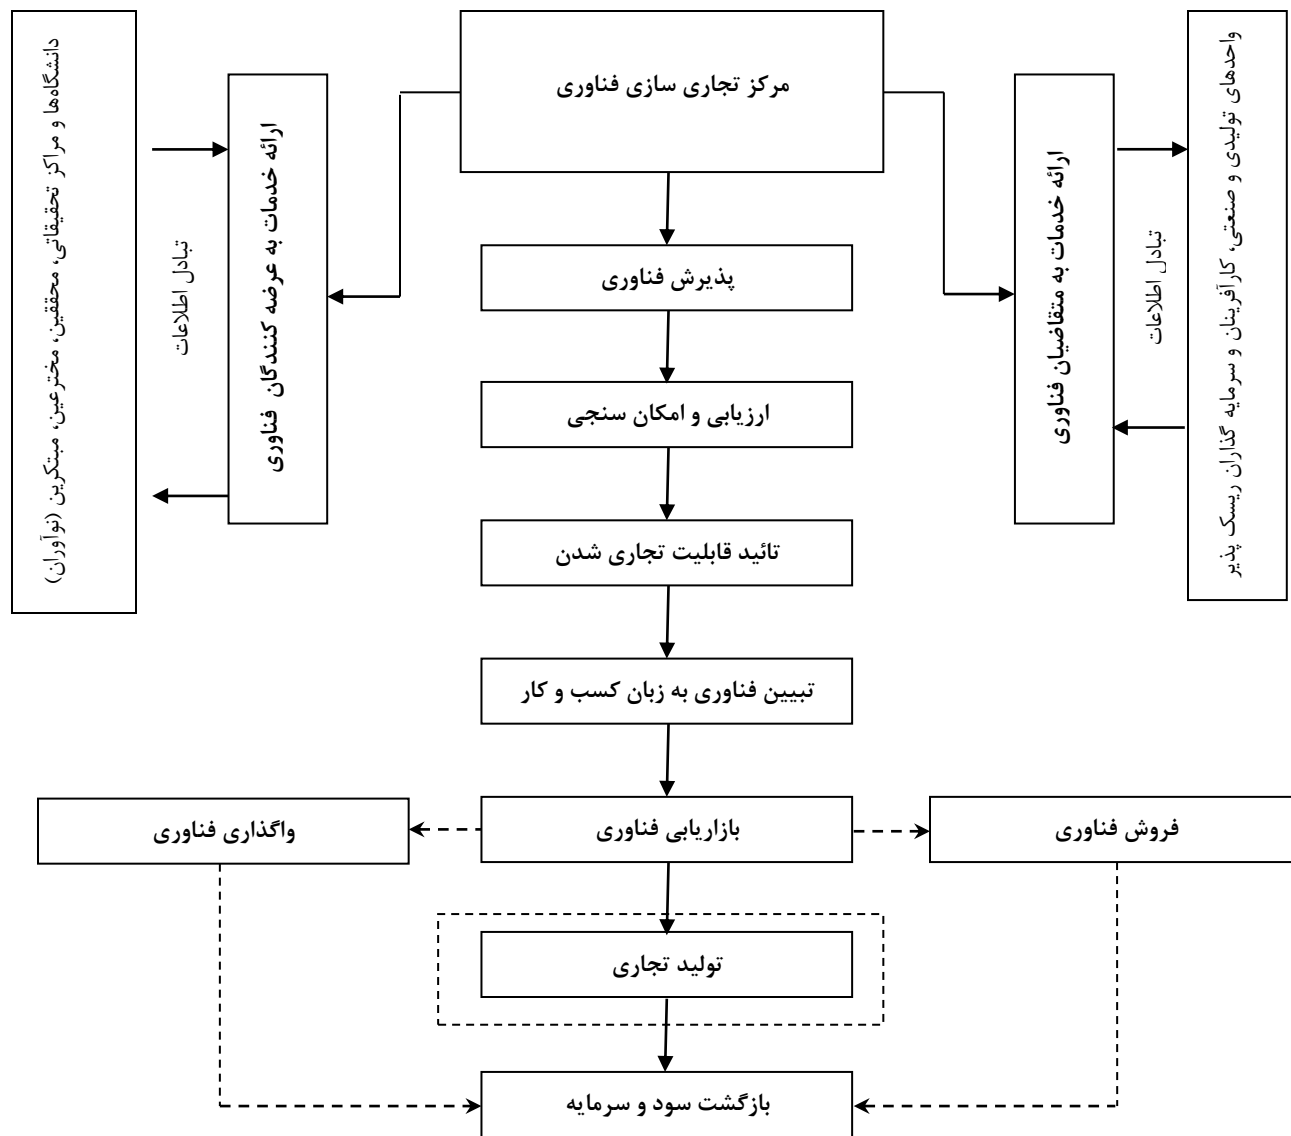 مرکز تجاری سازی فناوری
واحدهای تولیدی و صنعتی، کارآفرینان و سرمایه گذاران ریسک پذیر
تبادل اطلاعات
ارائه خدمات به متقاضیان فناوری
ارائه خدمات به عرضه کنندگان فناوری
تبادل اطلاعات
دانشگاه‌ها و مراکز تحقیقاتی، محققین، مخترعین، مبتکرین (نوآوران)
پذیرش فناوری
ارزیابی و امکان سنجی
تائید قابلیت تجاری شدن
تبیین فناوری به زبان کسب و کار
فروش فناوری
بازاریابی فناوری
واگذاری فناوری
تولید تجاری
بازگشت سود و سرمایه